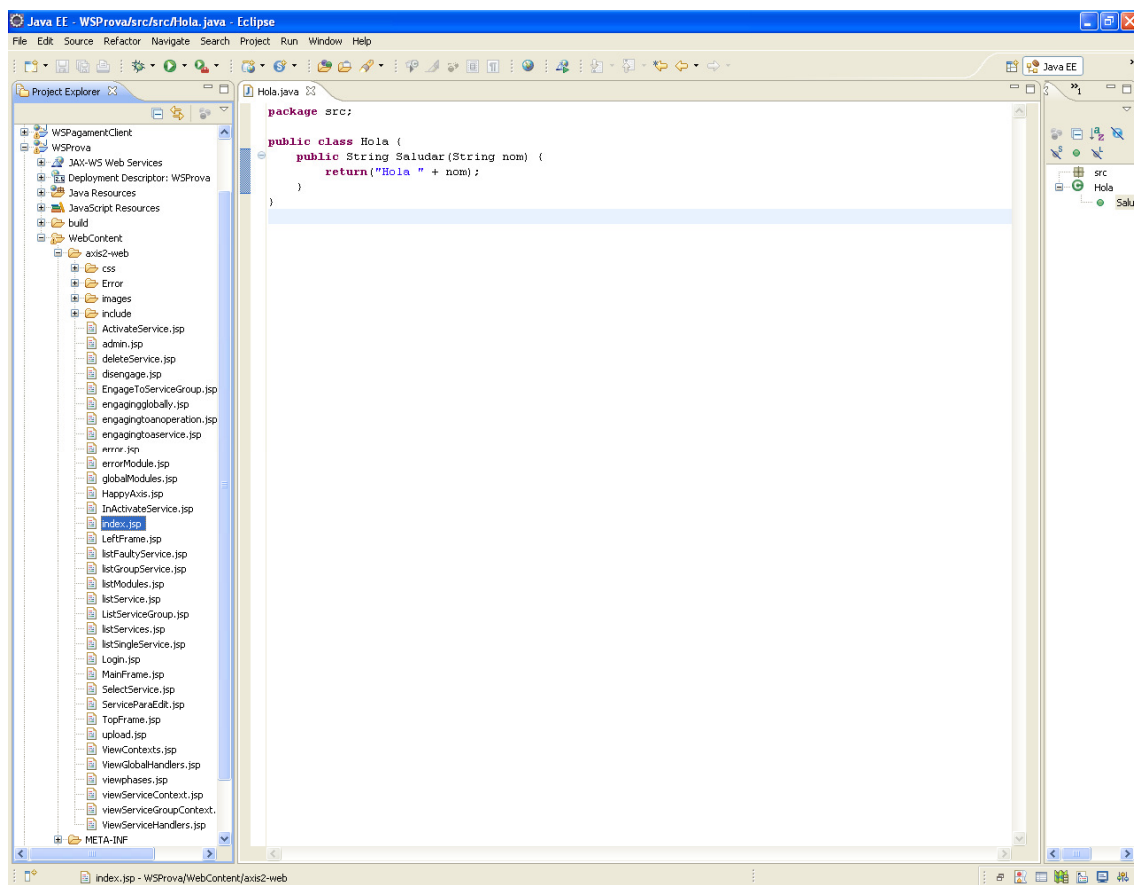 Java EE - WSProva/src/src/Hola.java - Eclipse
File Edit Source Refactor Navigate Search Project Run Window Help
Java EE
Project Explorer
Hola.java
WSPagamentClient
WSProva
JAX-WS Web Services
Deployment Descriptor: WSProva
Java Resources
JavaScript Resources
build
WebContent
axis2-web
css
Error
images
include
ActivateService.jsp
admin.jsp
deleteService.jsp
disengage.jsp
EngageToServiceGroup.jsp
engagingglobally.jsp
engagingtoanoperation.jsp
engagingtoaservice.jsp
error.jsp
errorModule.jsp
globalModules.jsp
HappyAxis.jsp
InActivateService.jsp
index.jsp
LeftFrame.jsp
listFaultyService.jsp
listGroupService.jsp
listModules.jsp
listService.jsp
ListServiceGroup.jsp
listServices.jsp
listSingleService.jsp
Login.jsp
MainFrame.jsp
SelectService.jsp
ServiceParaEdit.jsp
TopFrame.jsp
upload.jsp
ViewContexts.jsp
ViewGlobalHandlers.jsp
viewphases.jsp
viewServiceContext.jsp
viewServiceGroupContext.
ViewServiceHandlers.jsp
META-INF
package src;
public class Hola {
public String Saludar(String nom) {
return("Hola " + nom);
}
}
src
Hola
Salu
index.jsp - WSProva/WebContent/axis2-web